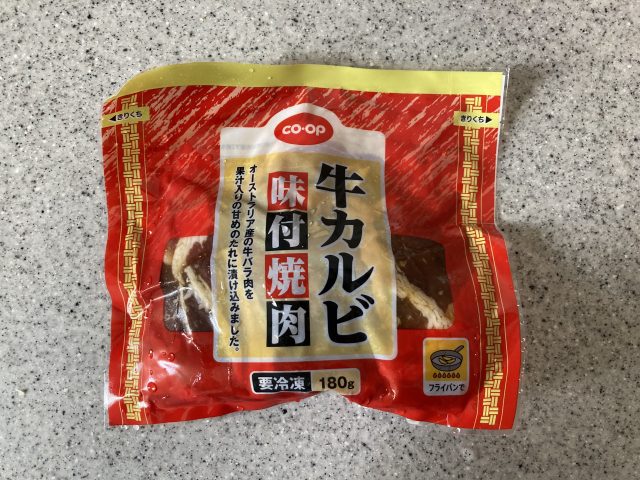 ◀きりくち
きりくち▶
CO・OP
牛カルビ
味付焼肉
オーストラリア産の牛バラ肉を
果汁入りの甘めのたれに漬け込みました。
要冷凍 180g
フライパンで